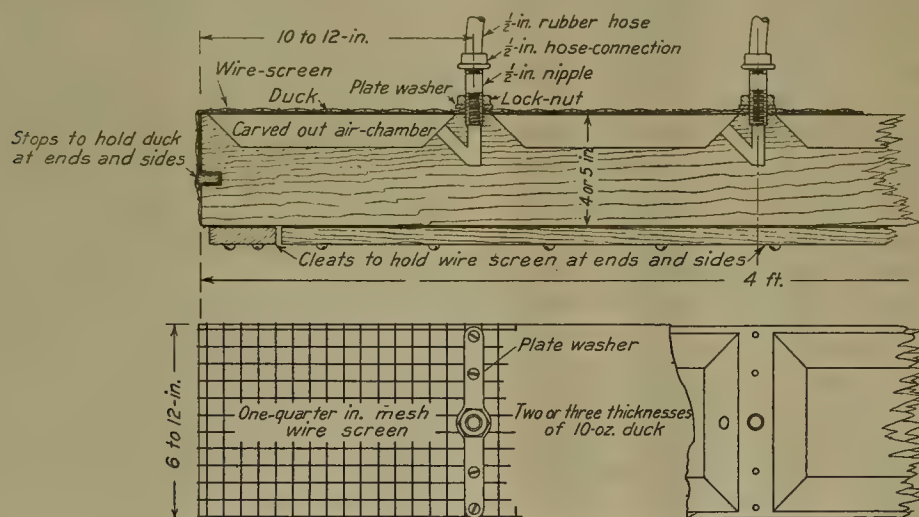 ½-in. rubber hose
10 to 12-in.
½-in. hose-connection
Wire-screen
½-in. nipple
Plate washer
Duck
Lock-nut
Carved out air-chamber
Stops to hold duck
at ends and sides
4 or 5 in.
Cleats to hold wire screen at ends and sides
4 ft.
Plate washer
6 to 12-in.
One-quarter in. mesh
wire screen
Two or three thicknesses
of 10-oz. duck